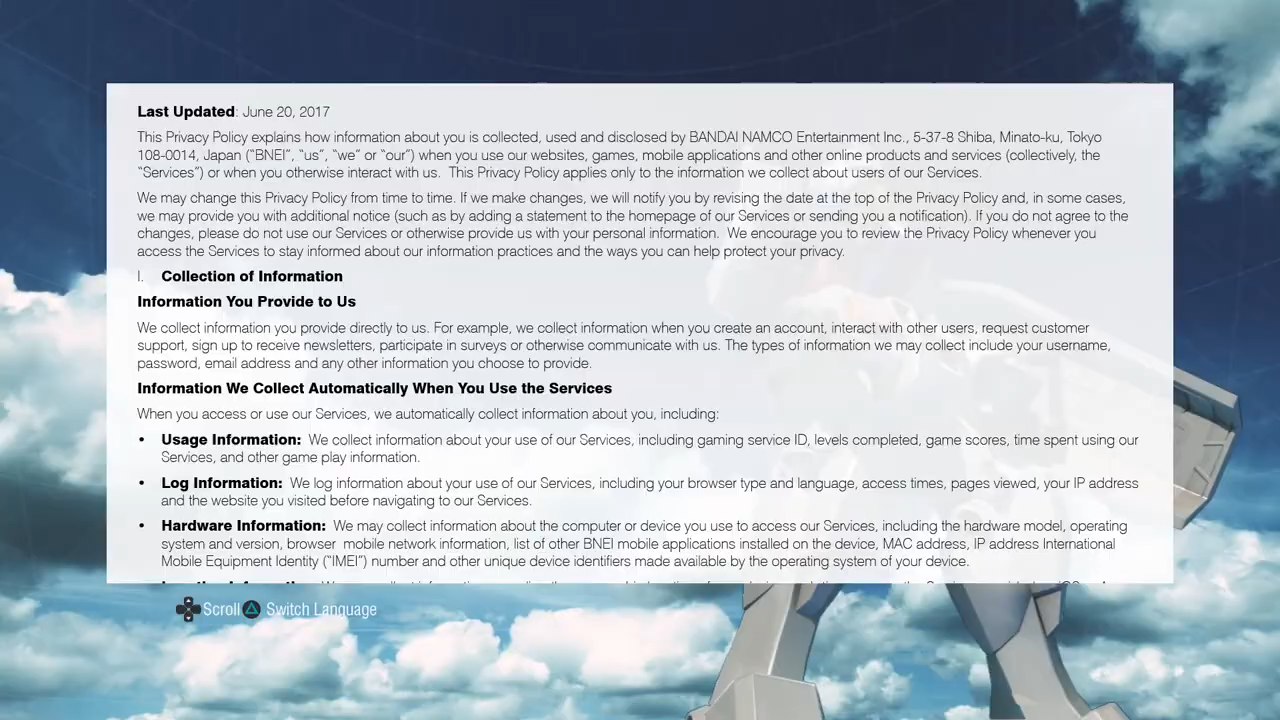 Last Updated: June 20, 2017
This Privacy Policy explains how information about you is collected, used and disclosed by BANDAI NAMCO Entertainment Inc., 5-37-8 Shiba, Minato-ku, Tokyo
108-0014, Japan (“BNEI”, “us”, “we” or “our”) when you use our websites, games, mobile applications and other online products and services (collectively, the
“Services”) or when you otherwise interact with us.  This Privacy Policy applies only to the information we collect about users of our Services.
We may change this Privacy Policy from time to time. If we make changes, we will notify you by revising the date at the top of the Privacy Policy and, in some cases,
we may provide you with additional notice (such as by adding a statement to the homepage of our Services or sending you a notification). If you do not agree to the
changes, please do not use our Services or otherwise provide us with your personal information.  We encourage you to review the Privacy Policy whenever you
access the Services to stay informed about our information practices and the ways you can help protect your privacy.
I. Collection of Information
Information You Provide to Us
We collect information you provide directly to us. For example, we collect information when you create an account, interact with other users, request customer
support, sign up to receive newsletters, participate in surveys or otherwise communicate with us. The types of information we may collect include your username,
password, email address and any other information you choose to provide.
Information We Collect Automatically When You Use the Services
When you access or use our Services, we automatically collect information about you, including:
• Usage Information:  We collect information about your use of our Services, including gaming service ID, levels completed, game scores, time spent using our
Services, and other game play information.
• Log Information:  We log information about your use of our Services, including your browser type and language, access times, pages viewed, your IP address
and the website you visited before navigating to our Services.
• Hardware Information:  We may collect information about the computer or device you use to access our Services, including the hardware model, operating
system and version, browser  mobile network information, list of other BNEI mobile applications installed on the device, MAC address, IP address International
Mobile Equipment Identity (“IMEI”) number and other unique device identifiers made available by the operating system of your device.
Scroll Switch Language